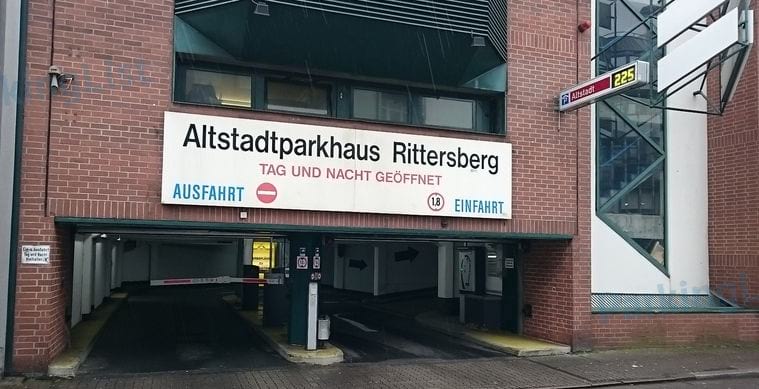 Altstadtparkhaus Rittersberg
TAG UND NACHT GEÖFFNET
AUSFAHRT
1,8
EINFAHRT
P Altstadt 225